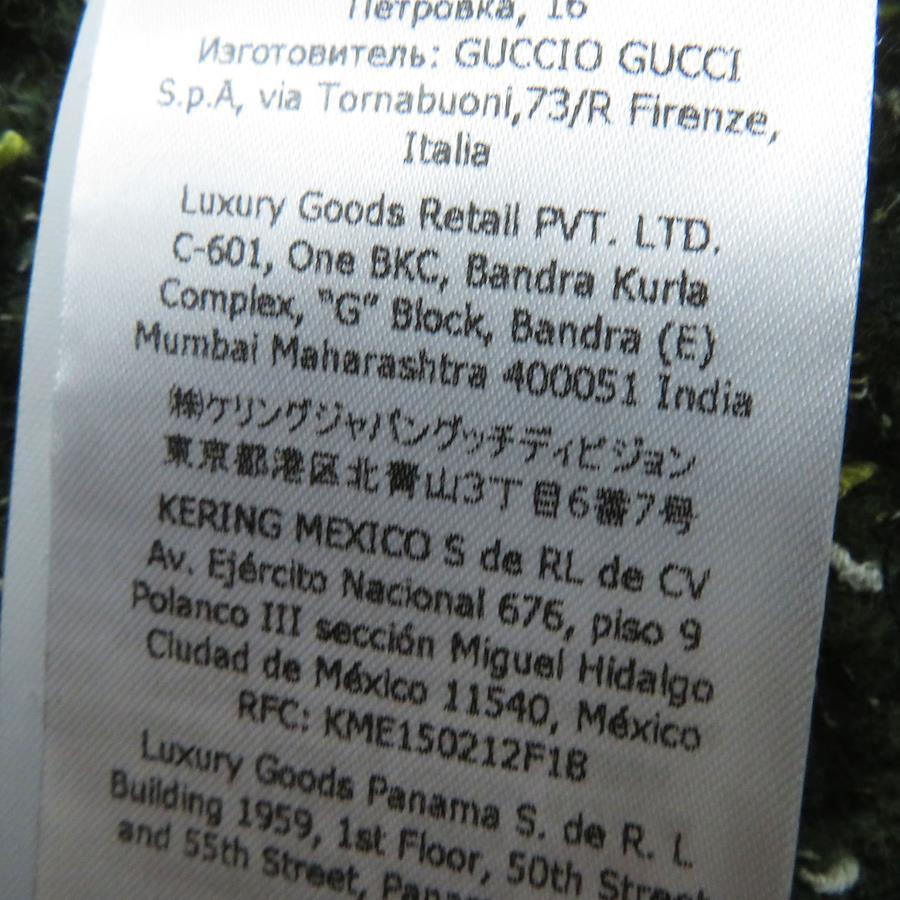 Петровка, 16
Изготовитель: GUCCIO GUCCI
S.p.A, via Tornabuoni,73/R Firenze,
Italia
Luxury Goods Retail PVT. LTD.
C-601, One BKC, Bandra Kurla
Complex, "G" Block, Bandra (E)
Mumbai Maharashtra 400051 India
㈱ケリングジャパングッチディビジョン
東京都港区北青山3丁目6番7号
KERING MEXICO S de RL de CV
Av. Ejército Nacional 676, piso 9
Polanco III sección Miguel Hidalgo
Ciudad de México 11540, México
RFC: KME150212F18
Luxury Goods Panama S. de R. L.
Building 1959, 1st Floor, 50th Street
and 55th Street,